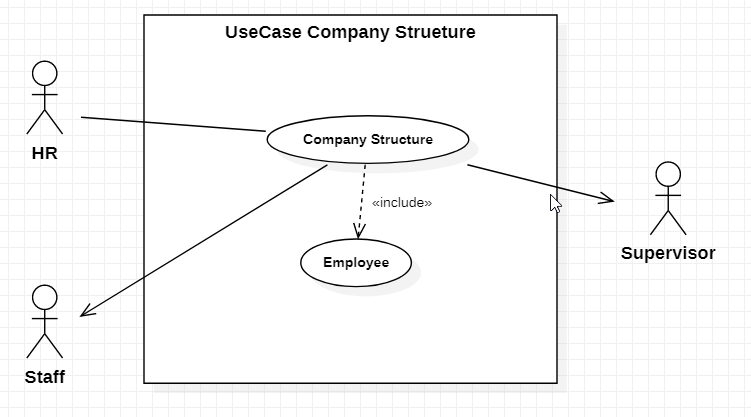 UseCase Company Strueture
HR
Company Structure
«include»
Supervisor
Employee
Staff